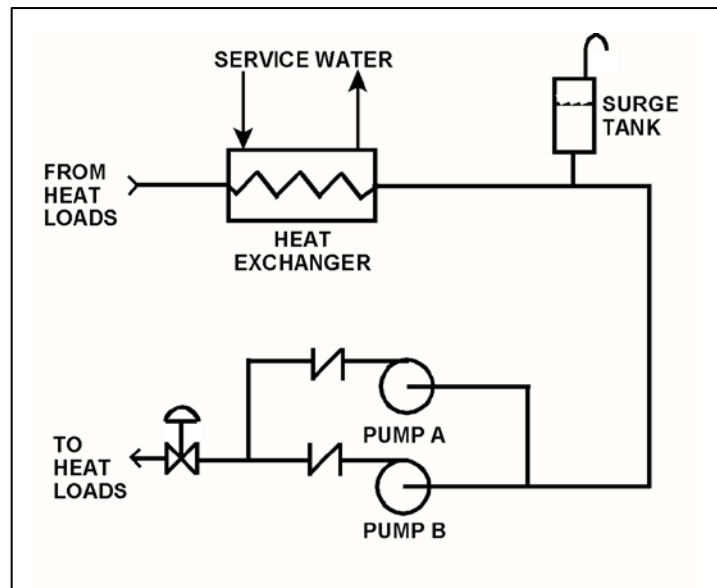 SERVICE WATER
SURGE
TANK
FROM
HEAT
LOADS
HEAT
EXCHANGER
PUMP A
TO
HEAT
LOADS
PUMP B